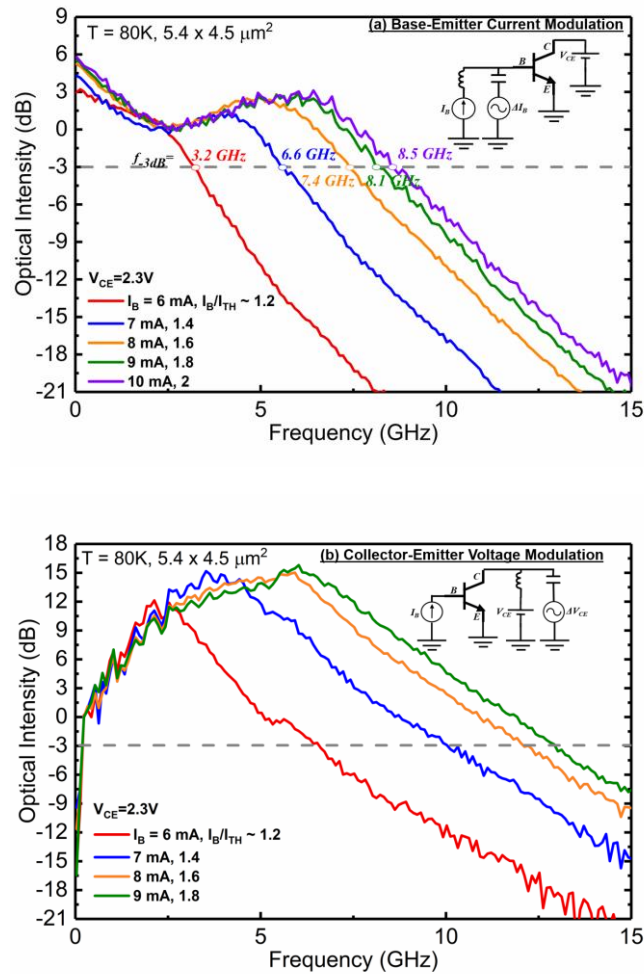 T = 80K, 5.4 x 4.5 μm²
(a) Base-Emitter Current Modulation
C
B
E
V_CE
I_B
ΔI_B
f-3dB=
3.2 GHz
6.6 GHz
7.4 GHz
8.1 GHz
8.5 GHz
V_CE=2.3V
I_B = 6 mA, I_B/I_TH ~ 1.2
7 mA, 1.4
8 mA, 1.6
9 mA, 1.8
10 mA, 2
Optical Intensity (dB)
9
6
3
0
-3
-6
-9
-12
-15
-18
-21
0
5
10
15
Frequency (GHz)
T = 80K, 5.4 x 4.5 μm²
(b) Collector-Emitter Voltage Modulation
C
B
E
I_B
V_CE
ΔV_CE
V_CE=2.3V
I_B = 6 mA, I_B/I_TH ~ 1.2
7 mA, 1.4
8 mA, 1.6
9 mA, 1.8
Optical Intensity (dB)
18
15
12
9
6
3
0
-3
-6
-9
-12
-15
-18
-21
0
5
10
15
Frequency (GHz)